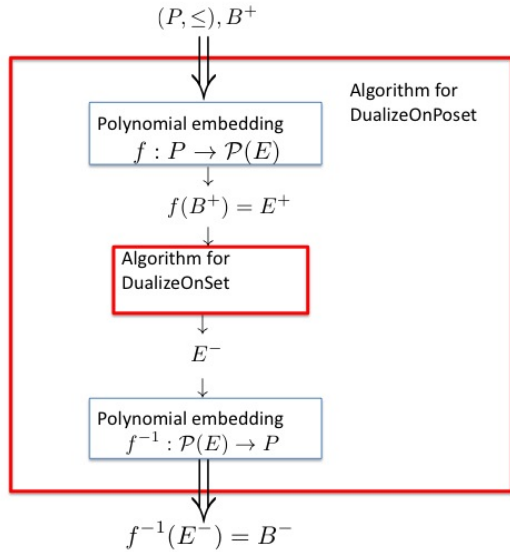 (P, ≤), B⁺
Algorithm for
DualizeOnPoset
Polynomial embedding
f : P → 𝒫(E)
↓
f(B⁺) = E⁺
↓
Algorithm for
DualizeOnSet
↓
E⁻
↓
Polynomial embedding
f⁻¹ : 𝒫(E) → P
f⁻¹(E⁻) = B⁻